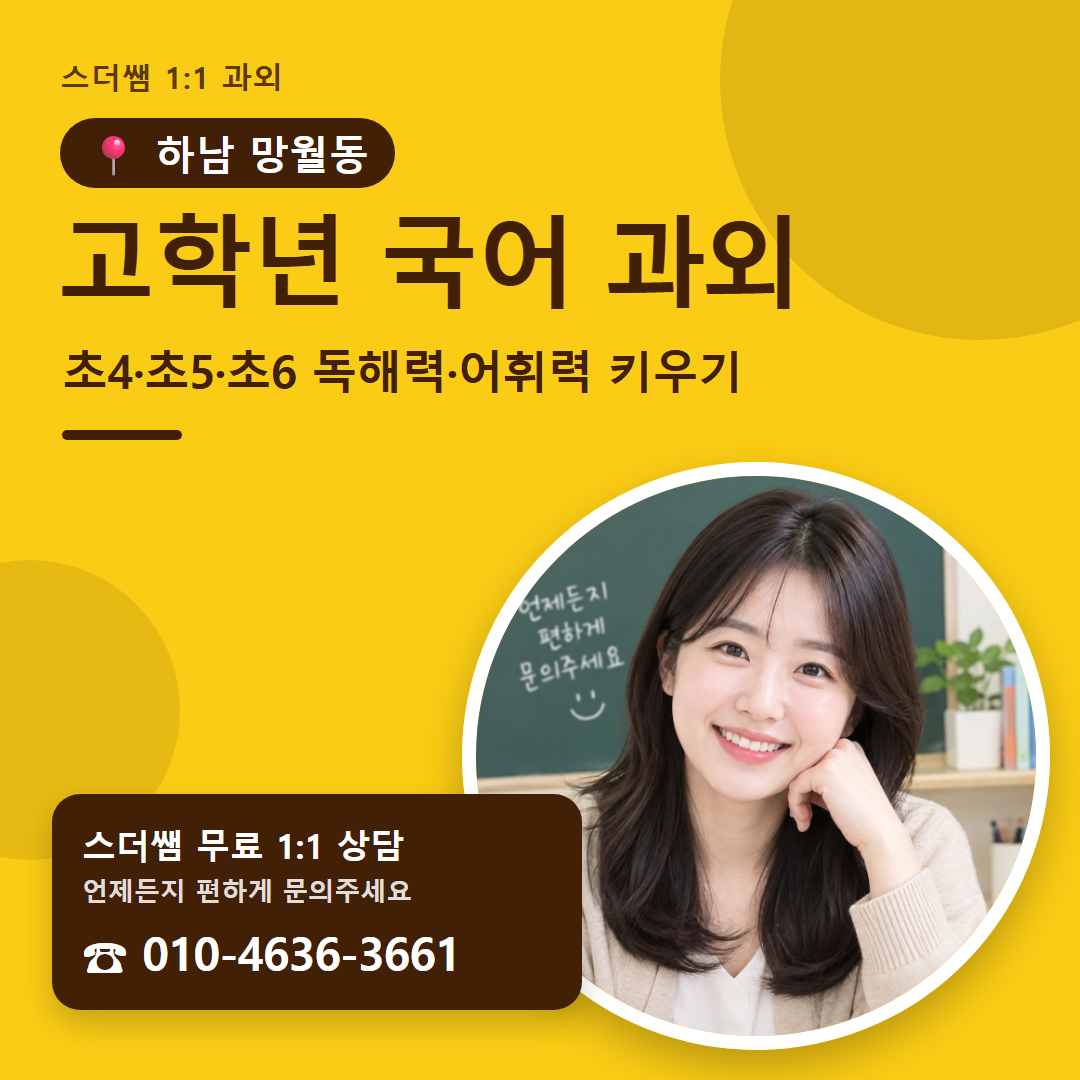 스더쌤 1:1 과외
📍 하남 망월동
고학년 국어 과외
초4·초5·초6 독해력·어휘력 키우기
언제든지
편하게
문의주세요
스더쌤 무료 1:1 상담
언제든지 편하게 문의주세요
☎ 010-4636-3661